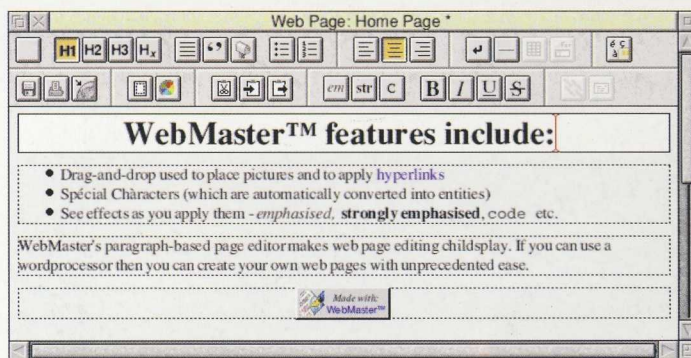 Web Page: Home Page *
H1 H2 H3 Hx é ç à
em str C B I U S
WebMaster™ features include:
Drag-and-drop used to place pictures and to apply hyperlinks
Spécial Chàracters (which are automatically converted into entities)
See effects as you apply them - emphasised, strongly emphasised, code etc.
WebMaster's paragraph-based page editor makes web page editing childsplay. If you can use a
wordprocessor then you can create your own web pages with unprecedented ease.
Made with:
WebMaster™